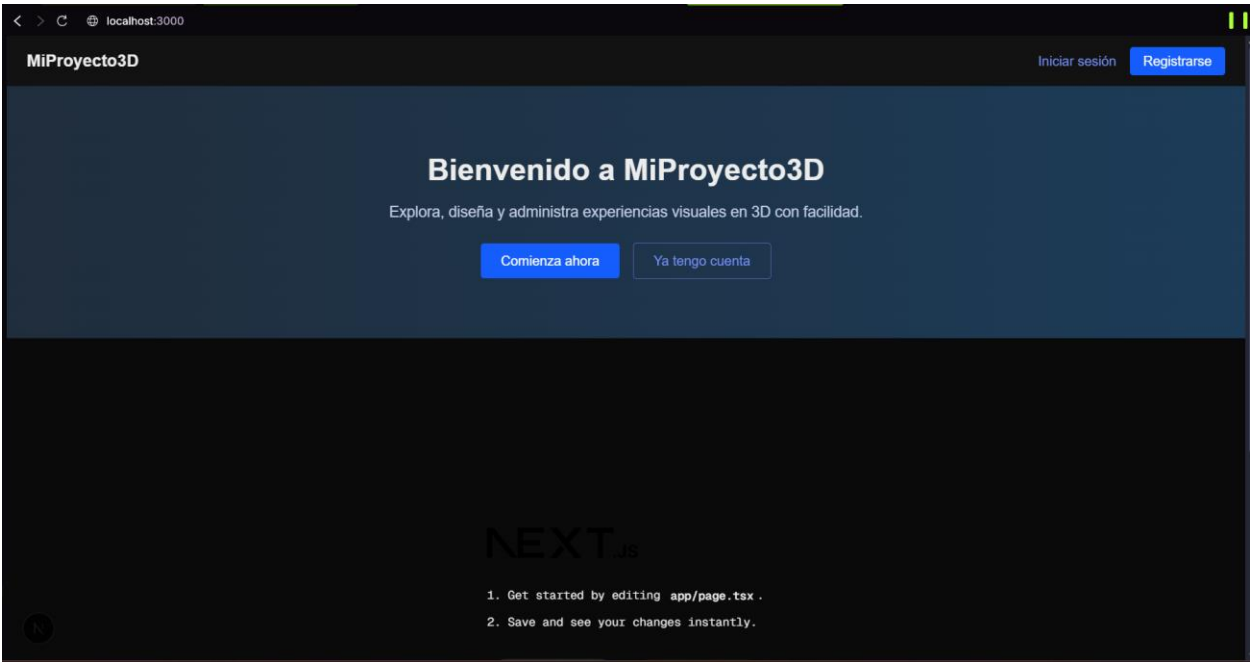 localhost:3000
MiProyecto3D
Iniciar sesión Registrarse
Bienvenido a MiProyecto3D
Explora, diseña y administra experiencias visuales en 3D con facilidad.
Comienza ahora Ya tengo cuenta
NEXT.JS
1. Get started by editing app/page.tsx.
2. Save and see your changes instantly.
N